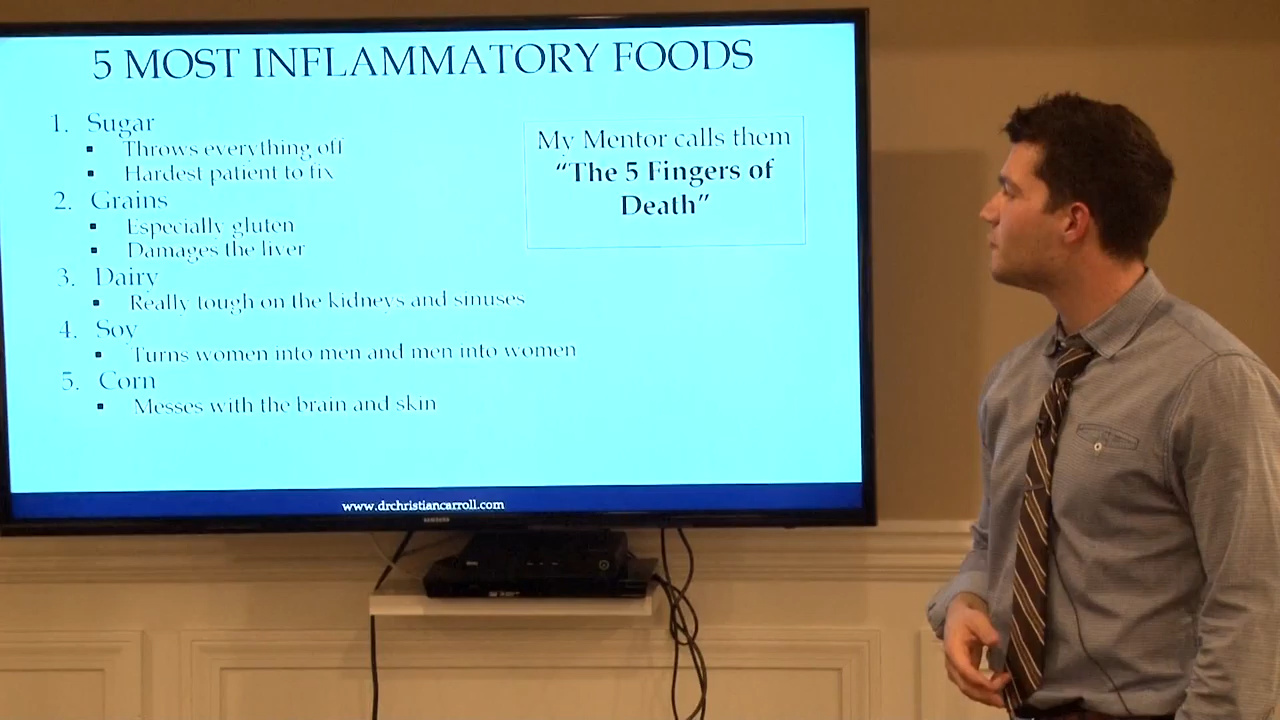 5 MOST INFLAMMATORY FOODS
1. Sugar
▪ Throws everything off
▪ Hardest patient to fix
2. Grains
▪ Especially gluten
▪ Damages the liver
3. Dairy
▪ Really tough on the kidneys and sinuses
4. Soy
▪ Turns women into men and men into women
5. Corn
▪ Messes with the brain and skin
My Mentor calls them
“The 5 Fingers of
Death”
www.drchristiancarroll.com
SAMSUNG